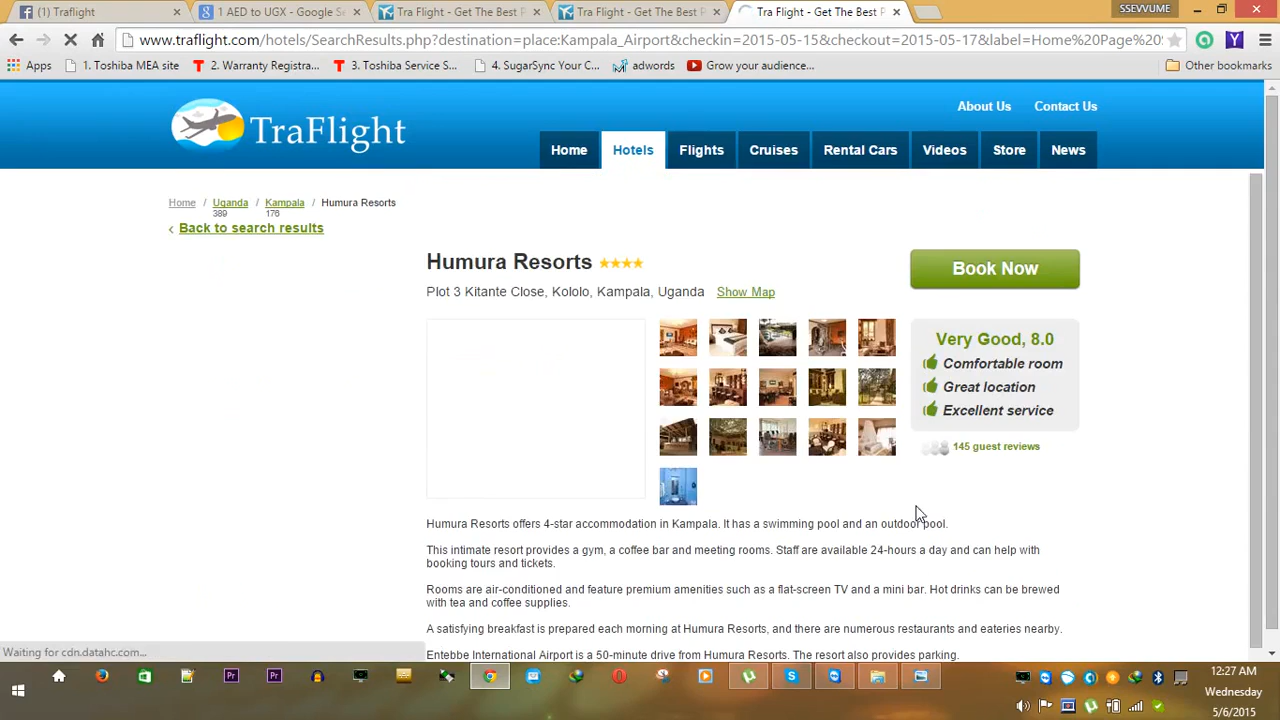 (1) Traflight
1 AED to UGX - Google Se
Tra Flight - Get The Best P
Tra Flight - Get The Best P
Tra Flight - Get The Best P
SSEVVUME
www.traflight.com/hotels/SearchResults.php?destination=place:Kampala_Airport&checkin=2015-05-15&checkout=2015-05-17&label=Home%20Page%20:
Apps
1. Toshiba MEA site
2. Warranty Registra...
3. Toshiba Service S...
4. SugarSync Your C...
adwords
Grow your audience...
Other bookmarks
About Us
Contact Us
TraFlight
Home
Hotels
Flights
Cruises
Rental Cars
Videos
Store
News
Home / Uganda / Kampala / Humura Resorts
389 176
‹ Back to search results
Humura Resorts
Book Now
Plot 3 Kitante Close, Kololo, Kampala, Uganda Show Map
Very Good, 8.0
Comfortable room
Great location
Excellent service
145 guest reviews
Humura Resorts offers 4-star accommodation in Kampala. It has a swimming pool and an outdoor pool.
This intimate resort provides a gym, a coffee bar and meeting rooms. Staff are available 24-hours a day and can help with
booking tours and tickets.
Rooms are air-conditioned and feature premium amenities such as a flat-screen TV and a mini bar. Hot drinks can be brewed
with tea and coffee supplies.
A satisfying breakfast is prepared each morning at Humura Resorts, and there are numerous restaurants and eateries nearby.
Entebbe International Airport is a 50-minute drive from Humura Resorts. The resort also provides parking.
Waiting for cdn.datahc.com...
12:27 AM
Wednesday
5/6/2015